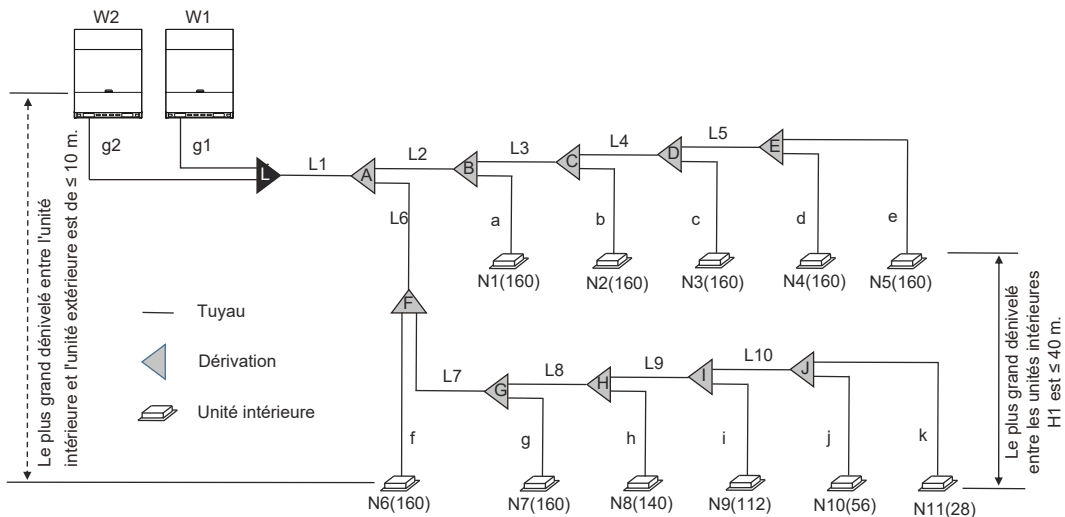 W2
W1
g2
g1
L
L1
A
L2
B
L3
C
L4
D
L5
E
L6
a
b
c
d
e
N1(160)
N2(160)
N3(160)
N4(160)
N5(160)
F
L7
G
L8
H
L9
I
L10
J
f
g
h
i
j
k
N6(160)
N7(160)
N8(140)
N9(112)
N10(56)
N11(28)
Tuyau
Dérivation
Unité intérieure
Le plus grand dénivelé entre l'unité
intérieure et l'unité extérieure est de ≤ 10 m.
Le plus grand dénivelé
entre les unités intérieures
H1 est ≤ 40 m.